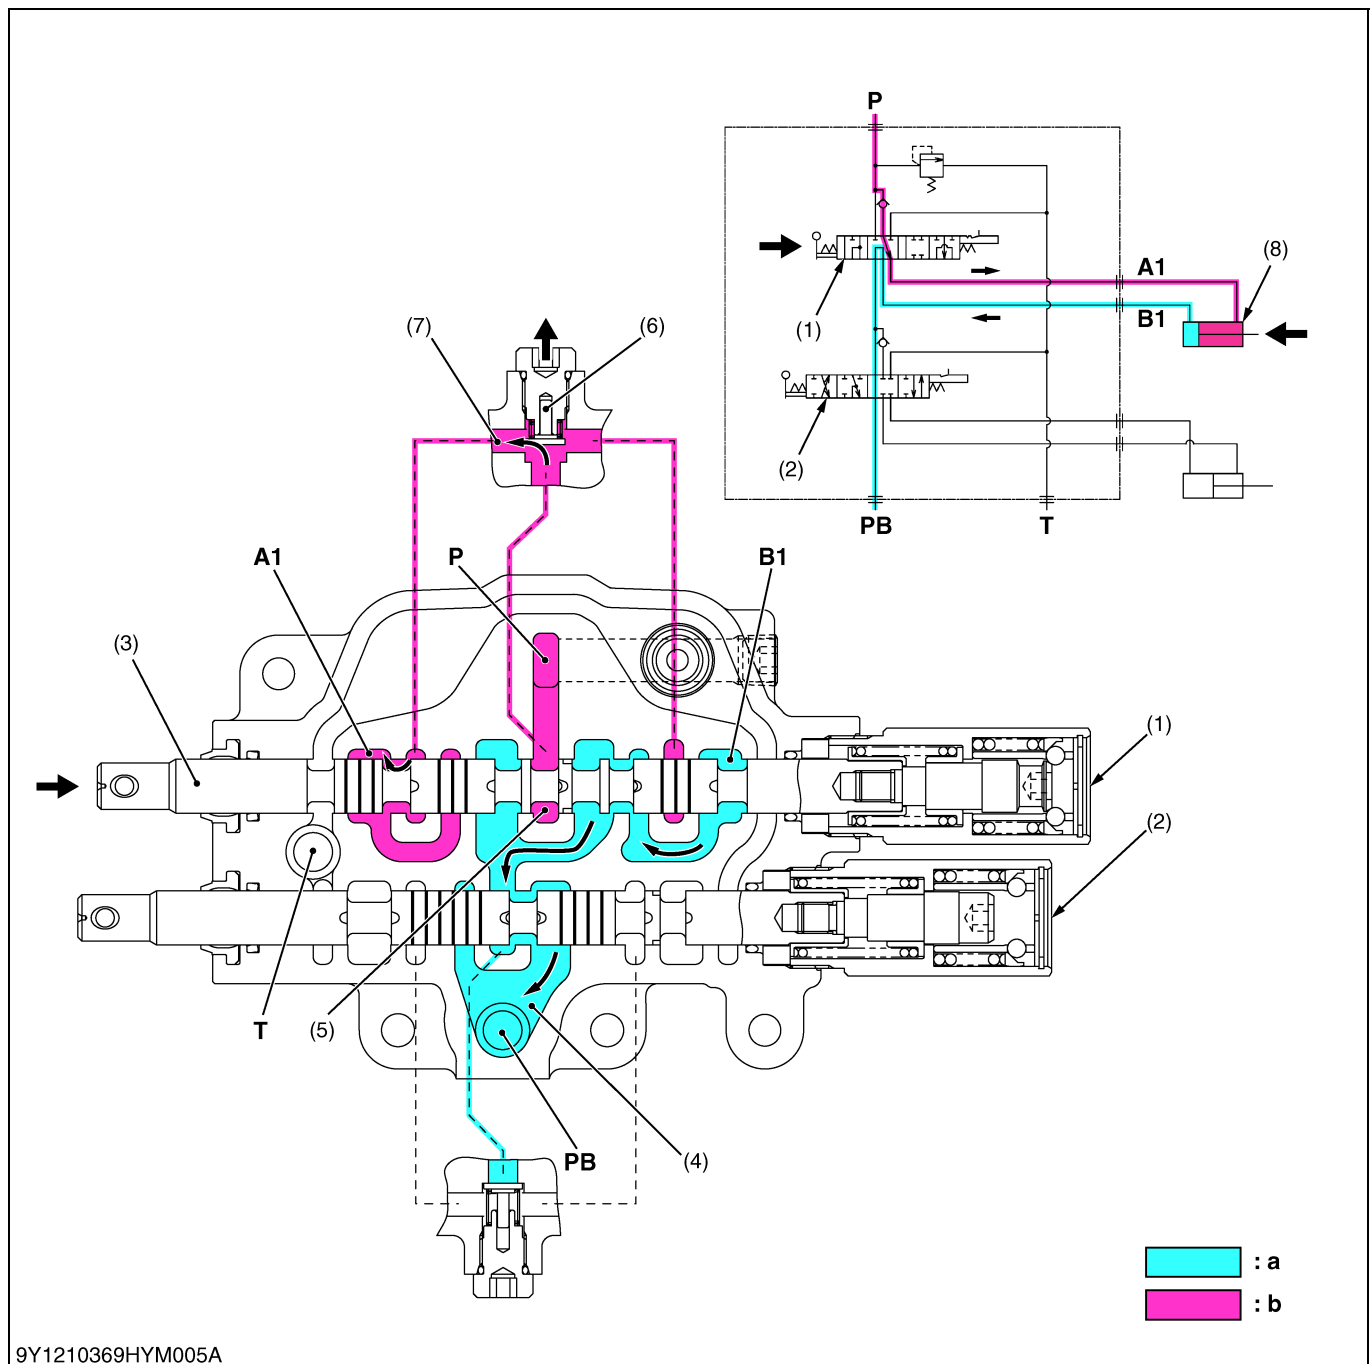 P
(8)
A1
B1
(1)
(7)
(6)
(2)
PB
T
A1
P
B1
(3)
(1)
(2)
T
(5)
PB
(4)
: a
: b
9Y1210369HYM005A